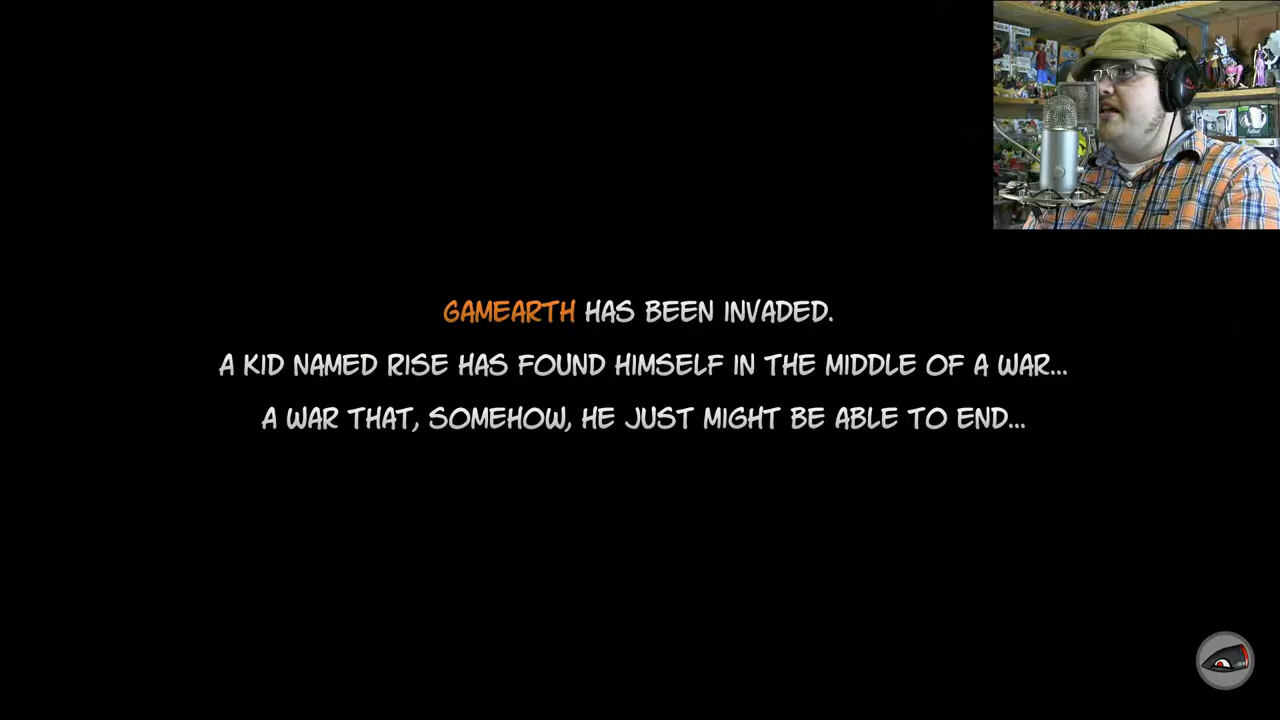 GAMEARTH HAS BEEN INVADED.
A KID NAMED RISE HAS FOUND HIMSELF IN THE MIDDLE OF A WAR...
A WAR THAT, SOMEHOW, HE JUST MIGHT BE ABLE TO END...